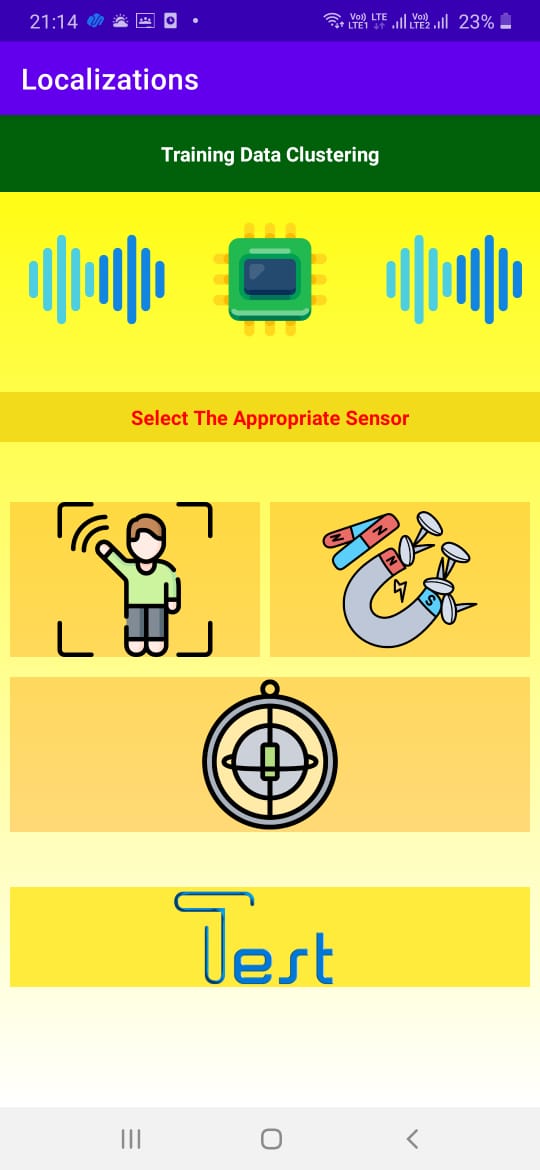 21:14
Vo) LTE Vo)
LTE1 LTE2 23%
Localizations
Training Data Clustering
Select The Appropriate Sensor
N N
N
S
Test